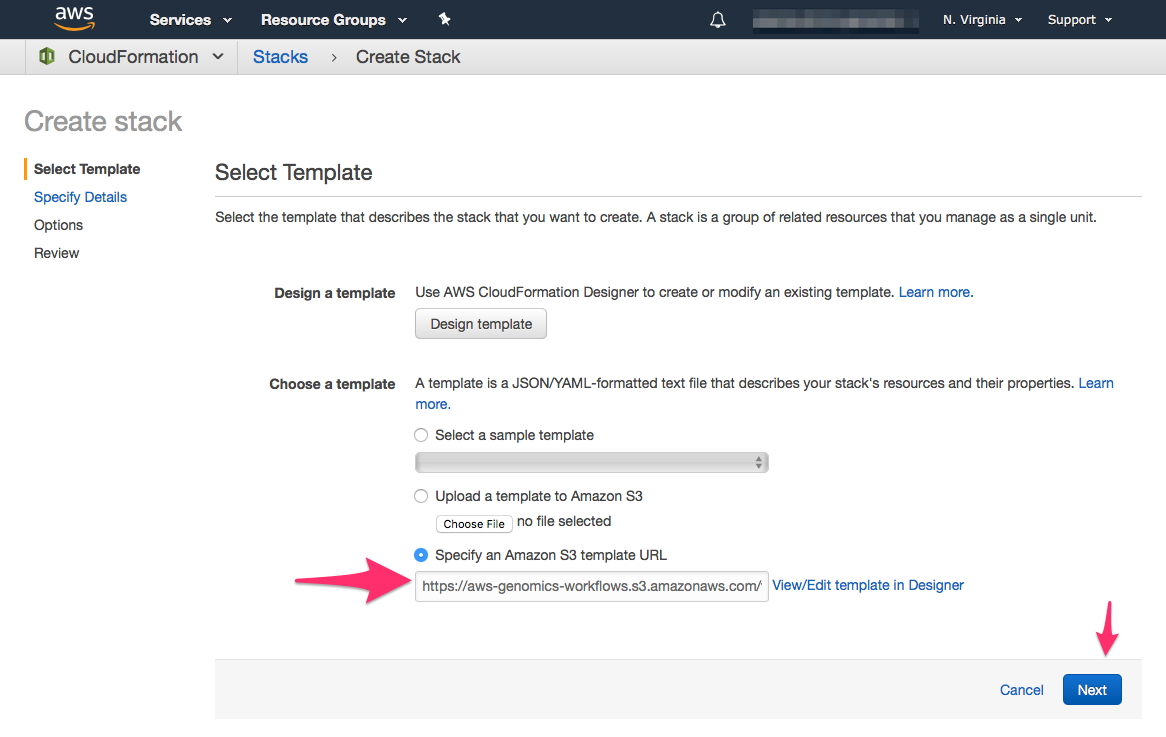 aws Services Resource Groups N. Virginia Support
CloudFormation Stacks > Create Stack
Create stack
Select Template
Specify Details
Options
Review
Select Template
Select the template that describes the stack that you want to create. A stack is a group of related resources that you manage as a single unit.
Design a template Use AWS CloudFormation Designer to create or modify an existing template. Learn more.
Design template
Choose a template A template is a JSON/YAML-formatted text file that describes your stack's resources and their properties. Learn
more.
Select a sample template
Upload a template to Amazon S3
Choose File no file selected
Specify an Amazon S3 template URL
https://aws-genomics-workflows.s3.amazonaws.com/ View/Edit template in Designer
Cancel Next